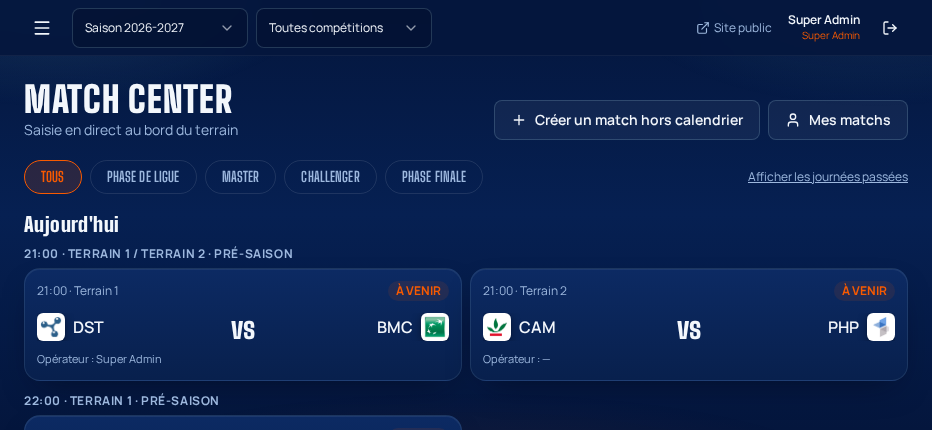 Saison 2026-2027
Toutes compétitions
Site public
Super Admin
Super Admin
MATCH CENTER
Saisie en direct au bord du terrain
Créer un match hors calendrier
Mes matchs
TOUS
PHASE DE LIGUE
MASTER
CHALLENGER
PHASE FINALE
Afficher les journées passées
Aujourd'hui
21:00 · TERRAIN 1 / TERRAIN 2 · PRÉ-SAISON
21:00 · Terrain 1
À VENIR
DST
VS
BMC
Opérateur : Super Admin
21:00 · Terrain 2
À VENIR
CAM
VS
PHP
Opérateur : —
22:00 · TERRAIN 1 · PRÉ-SAISON